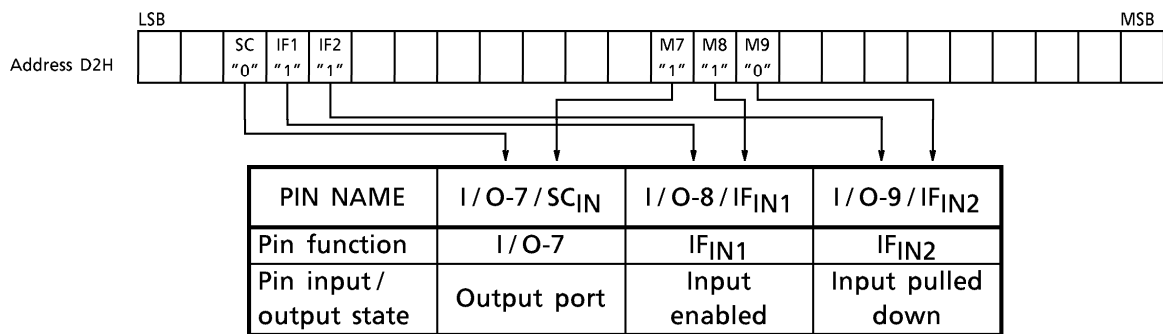 LSB MSB
SC IF1 IF2 M7 M8 M9
Address D2H "0" "1" "1" "1" "1" "0"
PIN NAME I/O-7/SCIN I/O-8/IFIN1 I/O-9/IFIN2
Pin function I/O-7 IFIN1 IFIN2
Pin input/ Output port Input Input pulled
output state enabled down